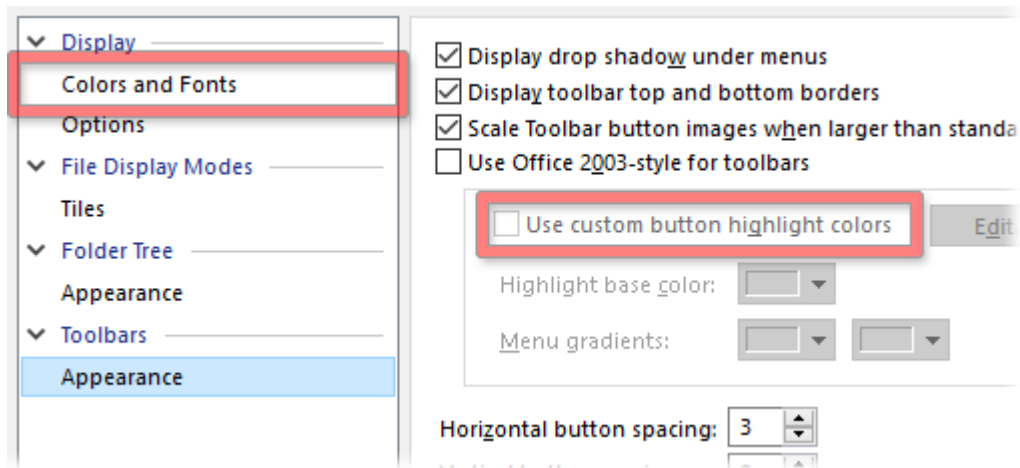 Display
Colors and Fonts
Options
File Display Modes
Tiles
Folder Tree
Appearance
Toolbars
Appearance
Display drop shadow under menus
Display toolbar top and bottom borders
Scale Toolbar button images when larger than standa
Use Office 2003-style for toolbars
Use custom button highlight colors
Edit
Highlight base color:
Menu gradients:
Horizontal button spacing: 3